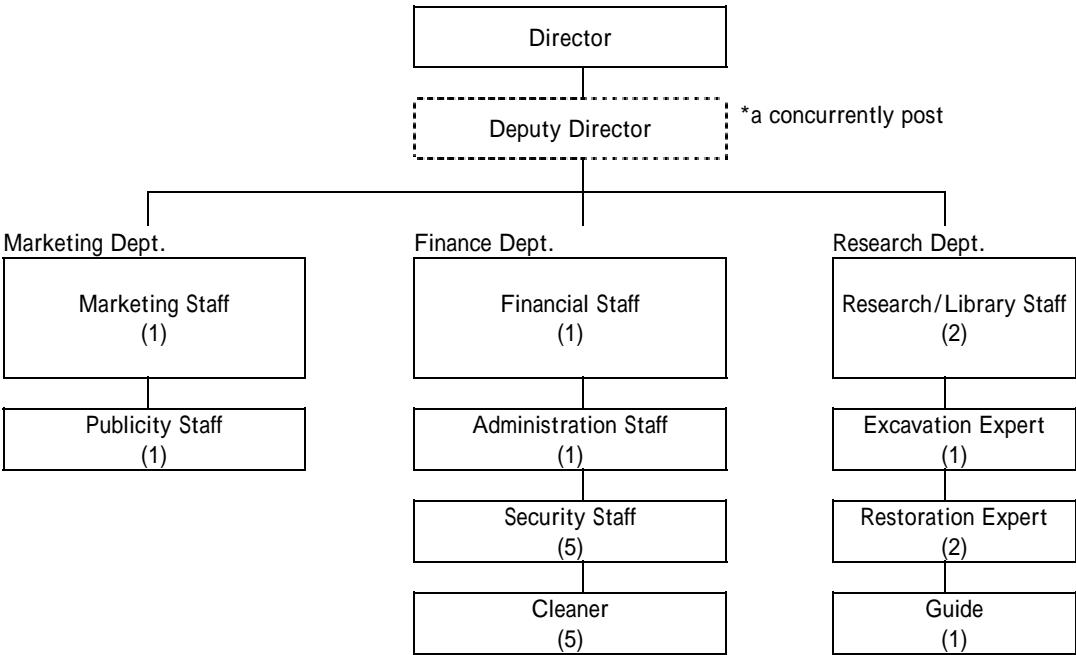 Director
Deputy Director
*a concurrently post
Marketing Dept.
Marketing Staff
(1)
Publicity Staff
(1)
Finance Dept.
Financial Staff
(1)
Administration Staff
(1)
Security Staff
(5)
Cleaner
(5)
Research Dept.
Research/Library Staff
(2)
Excavation Expert
(1)
Restoration Expert
(2)
Guide
(1)